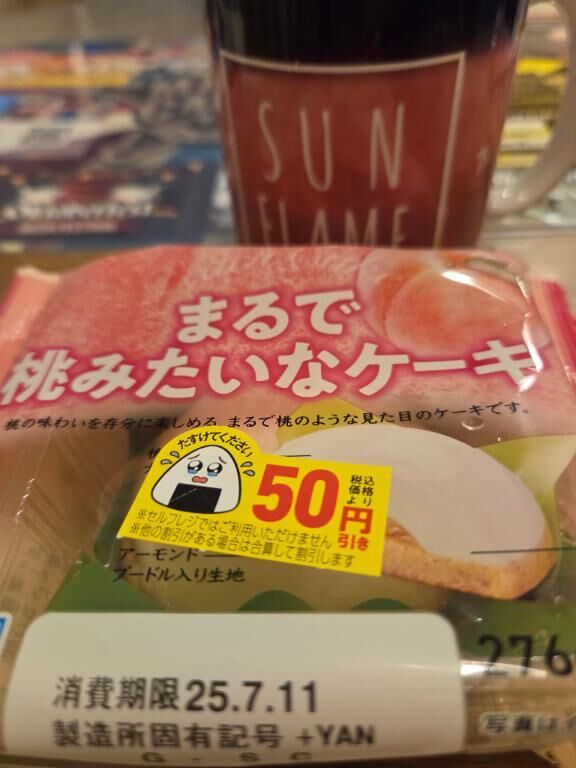 SUN
FLAME
まるで
桃みたいなケーキ
桃の味わいを存分に楽しめる、まるで桃のような見た目のケーキです。
たすけてください
50円引き
税込価格より
※セルフレジではご利用いただけません
※他の割引がある場合は合算して割引します
アーモンド
プードル入り生地
276
消費期限25.7.11
製造所固有記号 +YAN
写真は